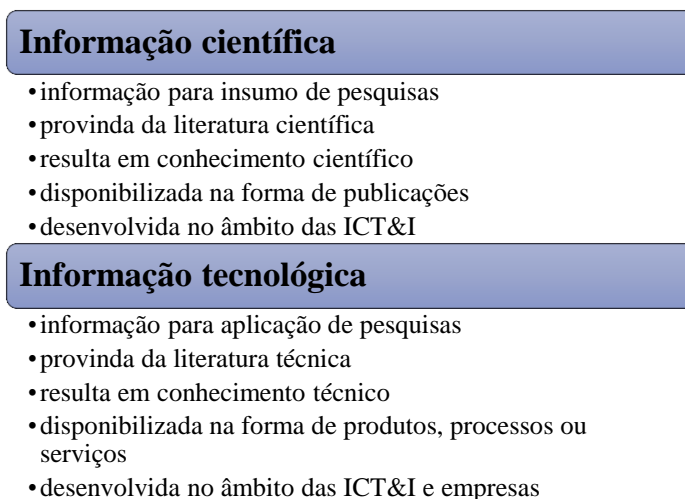 Informação científica
•informação para insumo de pesquisas
•provinda da literatura científica
•resulta em conhecimento científico
•disponibilizada na forma de publicações
•desenvolvida no âmbito das ICT&I
Informação tecnológica
•informação para aplicação de pesquisas
•provinda da literatura técnica
•resulta em conhecimento técnico
•disponibilizada na forma de produtos, processos ou
serviços
•desenvolvida no âmbito das ICT&I e empresas